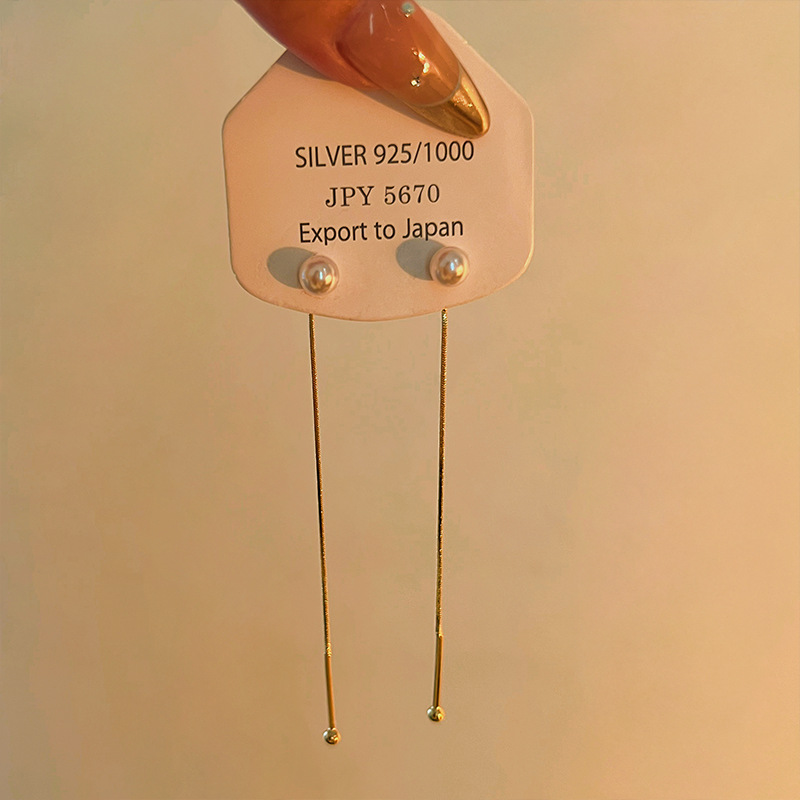 SILVER 925/1000
JPY 5670
Export to Japan